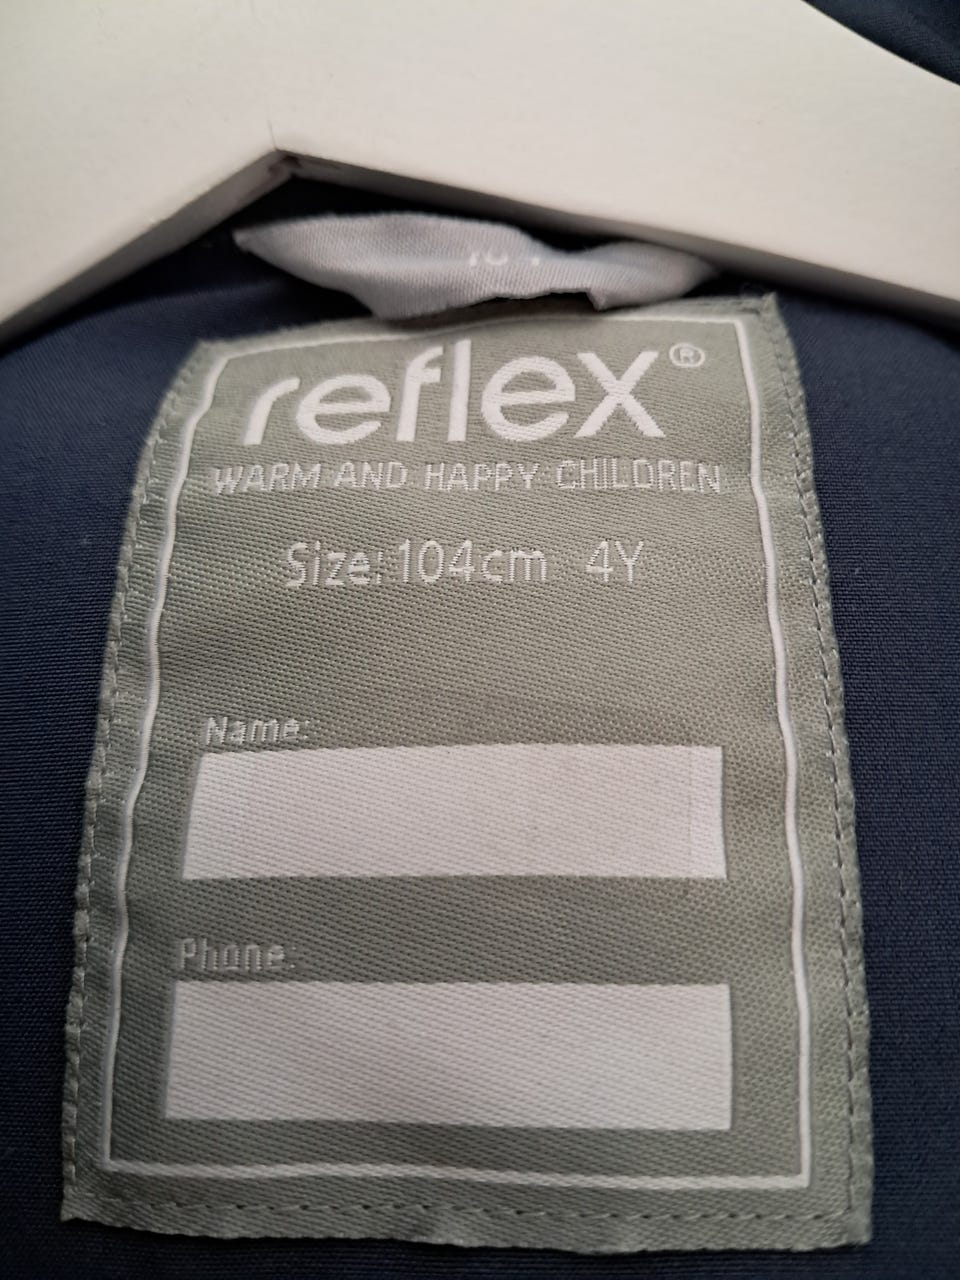 reflex®
WARM AND HAPPY CHILDREN
Size: 104cm 4Y
Name:
Phone: